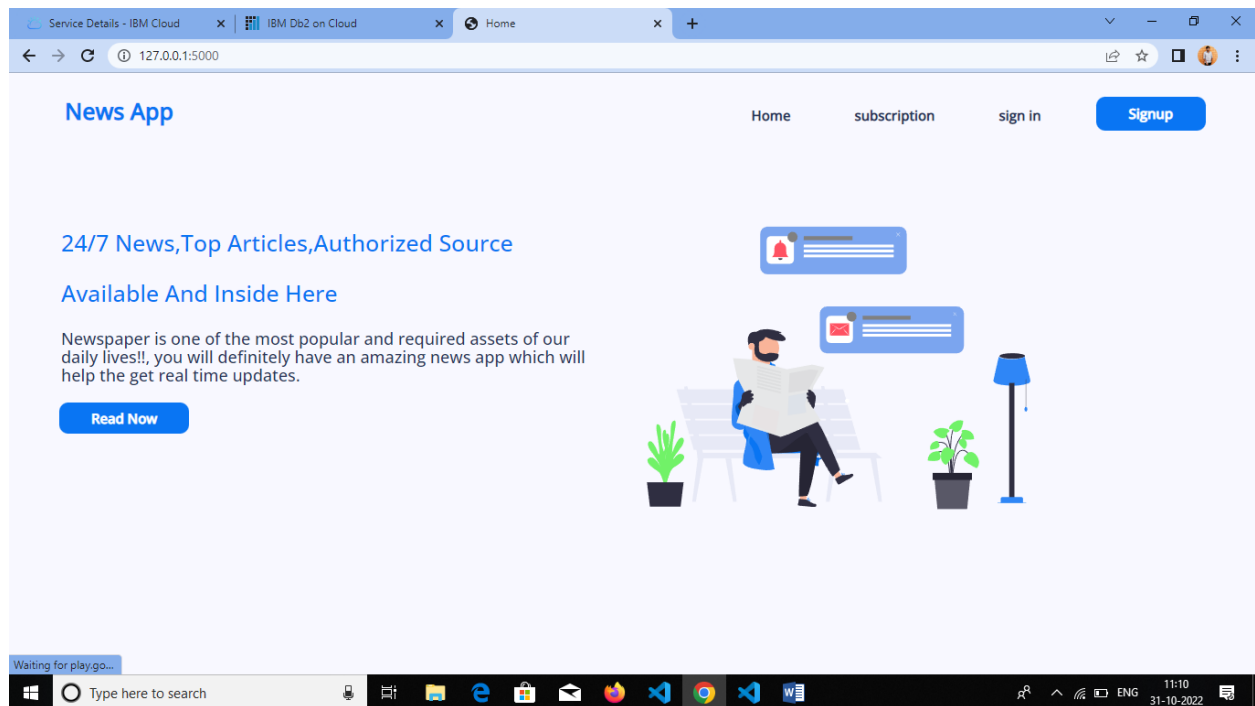 Service Details - IBM Cloud
IBM Db2 on Cloud
Home
127.0.0.1:5000
News App
Home
subscription
sign in
Signup
24/7 News,Top Articles,Authorized Source
Available And Inside Here
Newspaper is one of the most popular and required assets of our
daily lives!!, you will definitely have an amazing news app which will
help the get real time updates.
Read Now
Waiting for play.go...
Type here to search
ENG
11:10
31-10-2022